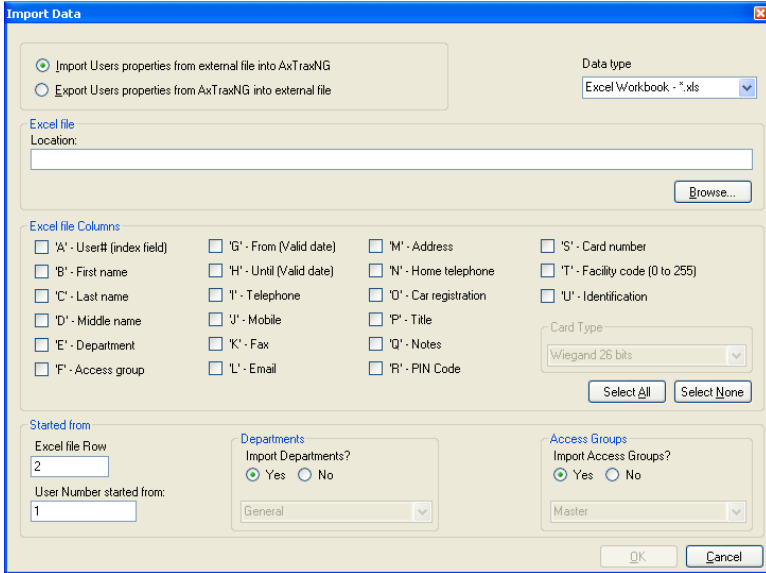 Import Data
Import Users properties from external file into AxTraxNG
Export Users properties from AxTraxNG into external file
Data type
Excel Workbook - *.xls
Excel file
Location:
Browse...
Excel file Columns
'A' - User# (index field)
'B' - First name
'C' - Last name
'D' - Middle name
'E' - Department
'F' - Access group
'G' - From (Valid date)
'H' - Until (Valid date)
'I' - Telephone
'J' - Mobile
'K' - Fax
'L' - Email
'M' - Address
'N' - Home telephone
'O' - Car registration
'P' - Title
'Q' - Notes
'R' - PIN Code
'S' - Card number
'T' - Facility code (0 to 255)
'U' - Identification
Card Type
Wiegand 26 bits
Select All
Select None
Started from
Excel file Row
2
User Number started from:
1
Departments
Import Departments?
Yes No
General
Access Groups
Import Access Groups?
Yes No
Master
OK
Cancel